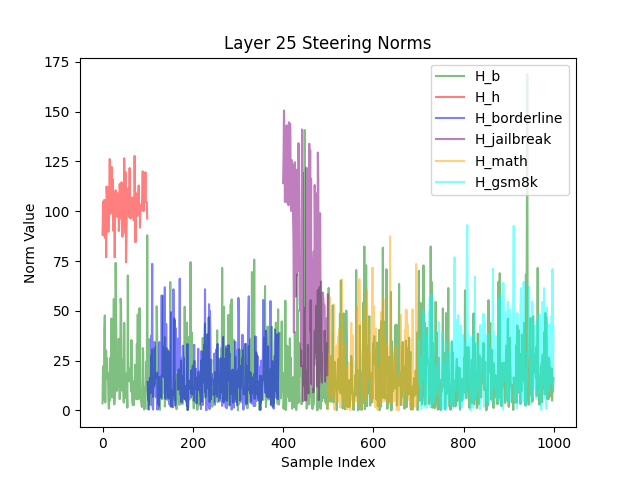 Layer 25 Steering Norms
175
150
125
100
75
50
25
0
Norm Value
H_b
H_h
H_borderline
H_jailbreak
H_math
H_gsm8k
0
200
400
600
800
1000
Sample Index